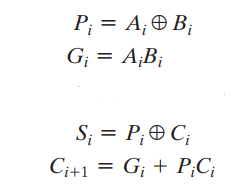 Pᵢ = Aᵢ ⊕ Bᵢ
Gᵢ = AᵢBᵢ
Sᵢ = Pᵢ ⊕ Cᵢ
Cᵢ₊₁ = Gᵢ + PᵢCᵢ